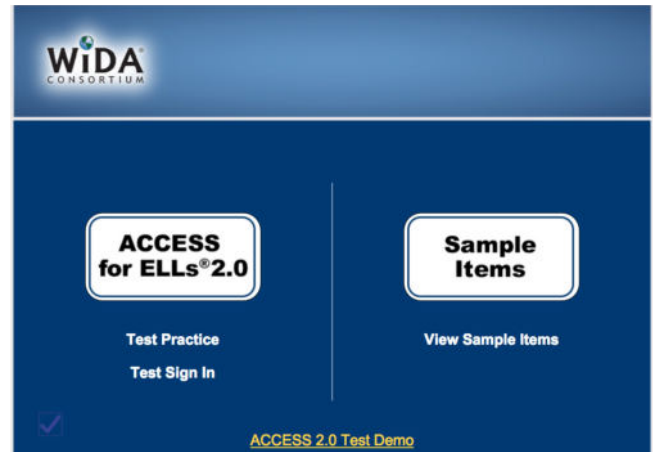 WiDA
CONSORTIUM
ACCESS
for ELLs®2.0
Test Practice
Test Sign In
Sample
Items
View Sample Items
ACCESS 2.0 Test Demo